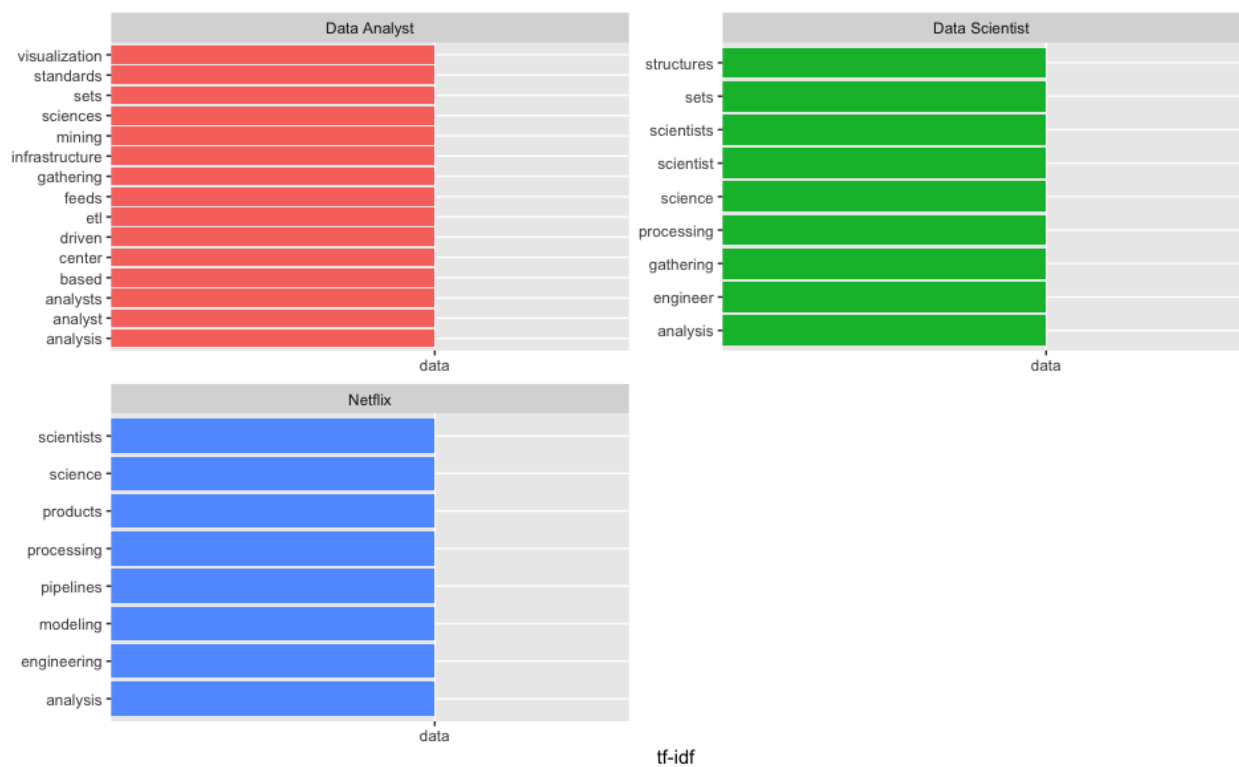 Data Analyst
visualization
standards
sets
sciences
mining
infrastructure
gathering
feeds
etl
driven
center
based
analysts
analyst
analysis
data
Data Scientist
structures
sets
scientists
scientist
science
processing
gathering
engineer
analysis
data
Netflix
scientists
science
products
processing
pipelines
modeling
engineering
analysis
data
tf-idf